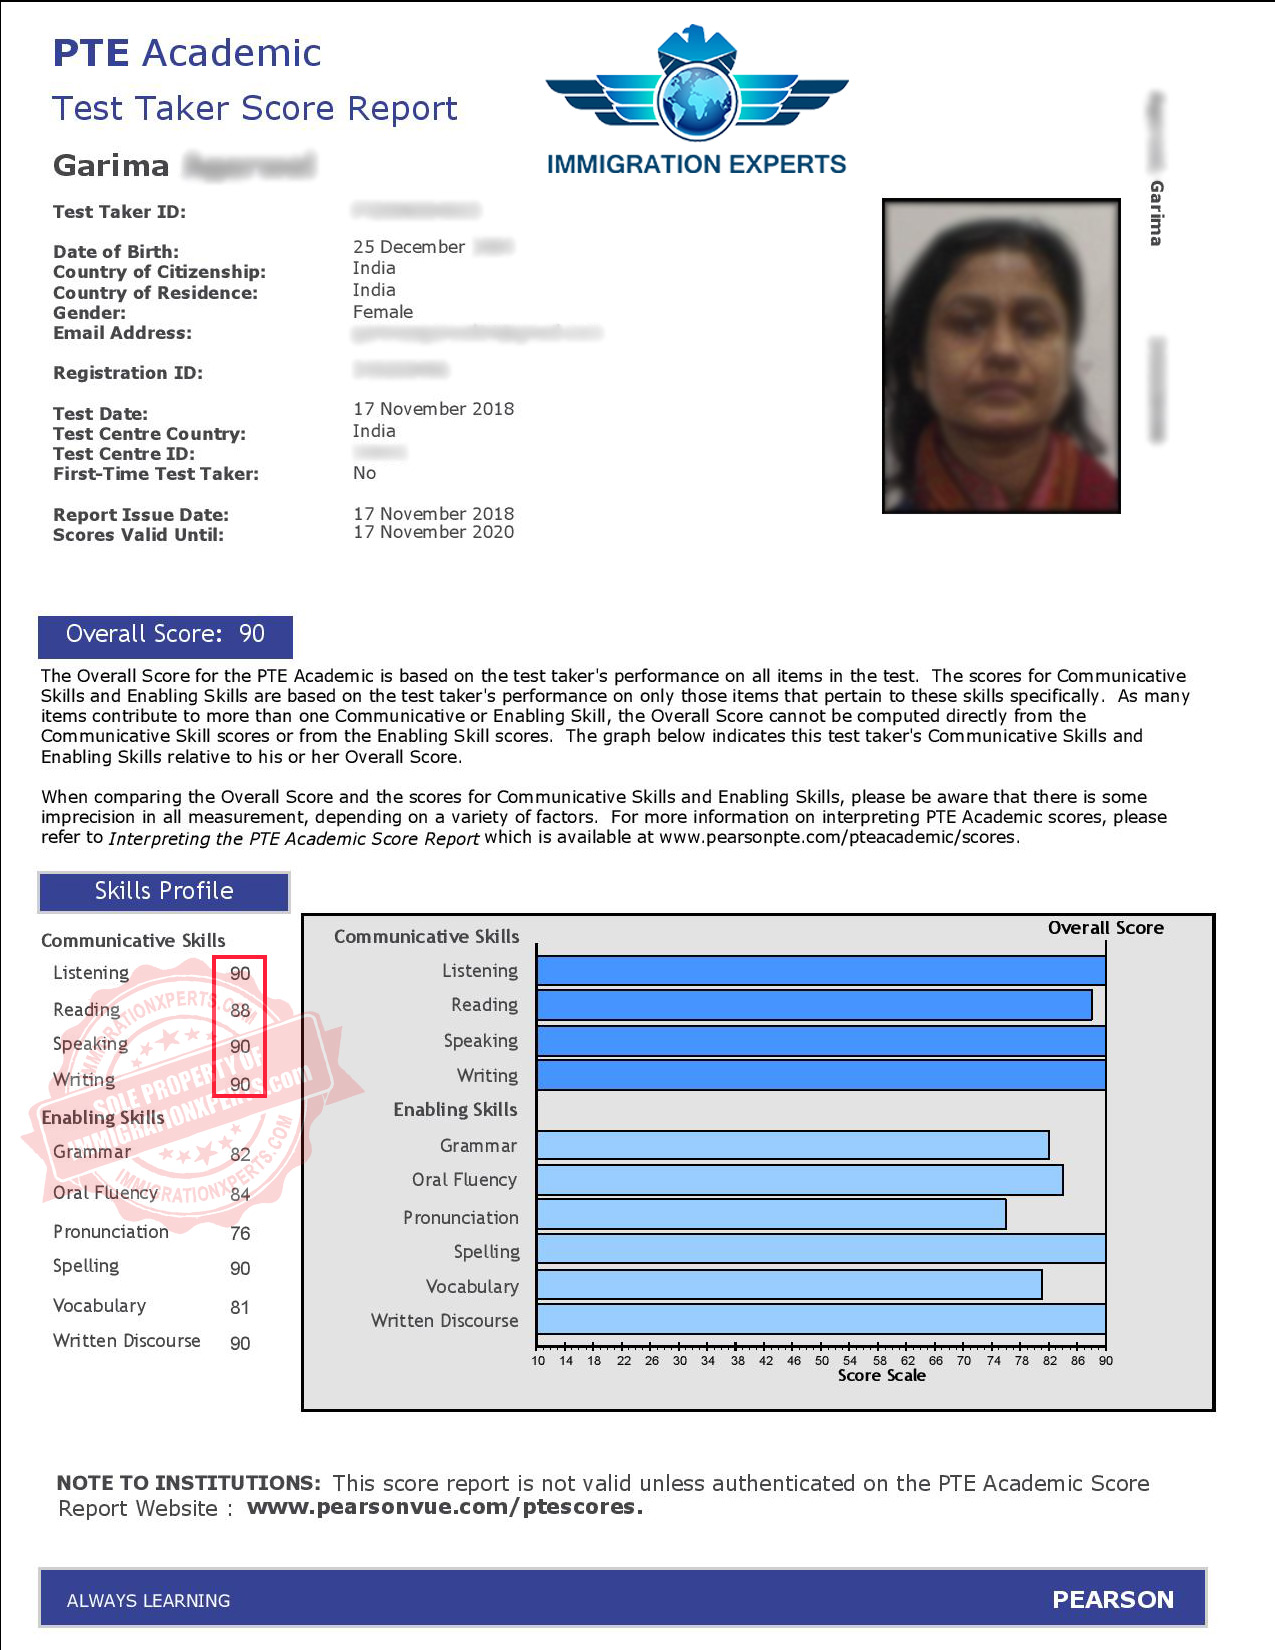 PTE Academic
Test Taker Score Report
IMMIGRATION EXPERTS
Garima
Garima
Test Taker ID:
Date of Birth: 25 December
Country of Citizenship: India
Country of Residence: India
Gender: Female
Email Address:
Registration ID:
Test Date: 17 November 2018
Test Centre Country: India
Test Centre ID:
First-Time Test Taker: No
Report Issue Date: 17 November 2018
Scores Valid Until: 17 November 2020
Overall Score: 90
The Overall Score for the PTE Academic is based on the test taker's performance on all items in the test. The scores for Communicative
Skills and Enabling Skills are based on the test taker's performance on only those items that pertain to these skills specifically. As many
items contribute to more than one Communicative or Enabling Skill, the Overall Score cannot be computed directly from the
Communicative Skill scores or from the Enabling Skill scores. The graph below indicates this test taker's Communicative Skills and
Enabling Skills relative to his or her Overall Score.
When comparing the Overall Score and the scores for Communicative Skills and Enabling Skills, please be aware that there is some
imprecision in all measurement, depending on a variety of factors. For more information on interpreting PTE Academic scores, please
refer to Interpreting the PTE Academic Score Report which is available at www.pearsonpte.com/pteacademic/scores.
Skills Profile
Communicative Skills
Listening 90
Reading 88
Speaking 90
Writing 90
Enabling Skills
Grammar 82
Oral Fluency 84
Pronunciation 76
Spelling 90
Vocabulary 81
Written Discourse 90
IMMIGRATIONXPERTS.COM
SOLE PROPERTY OF
IMMIGRATIONXPERTS.com
IMMIGRATIONXPERTS.COM
Overall Score
Communicative Skills
Listening
Reading
Speaking
Writing
Enabling Skills
Grammar
Oral Fluency
Pronunciation
Spelling
Vocabulary
Written Discourse
10 14 18 22 26 30 34 38 42 46 50 54 58 62 66 70 74 78 82 86 90
Score Scale
NOTE TO INSTITUTIONS: This score report is not valid unless authenticated on the PTE Academic Score
Report Website : www.pearsonvue.com/ptescores.
ALWAYS LEARNING
PEARSON